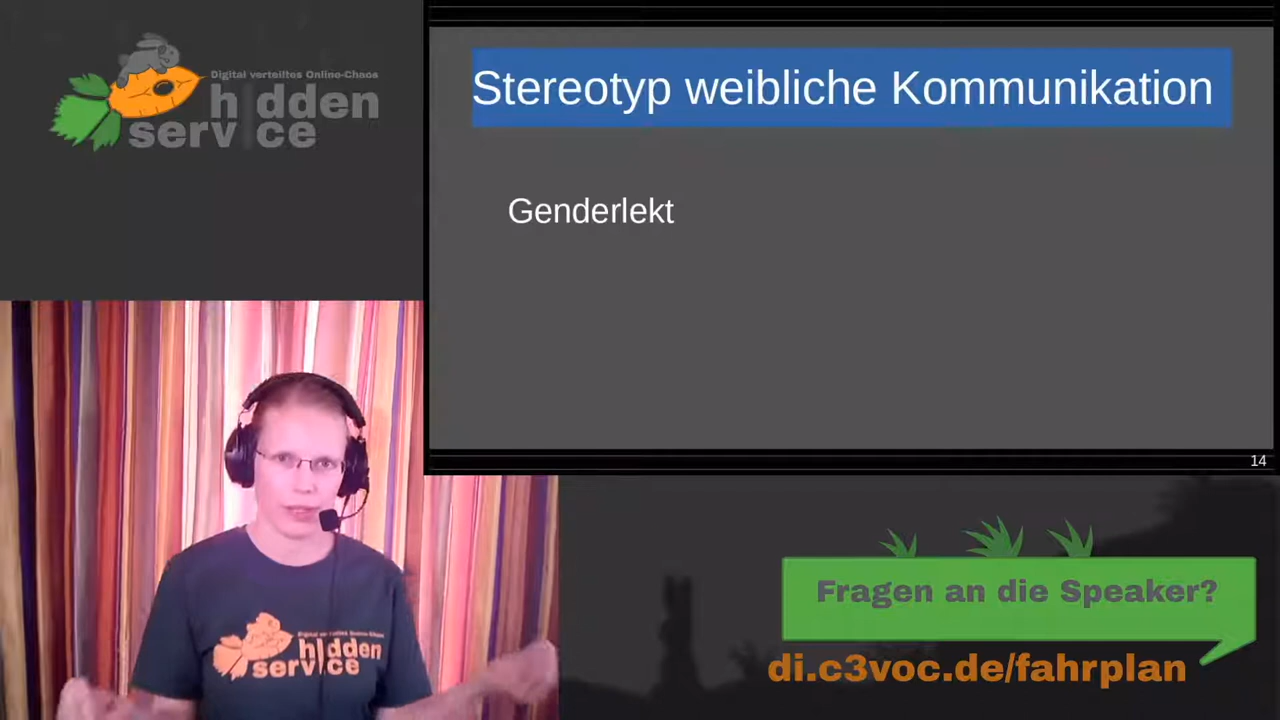 Digital verteiltes Online-Chaos
hidden
service
Stereotyp weibliche Kommunikation
Genderlekt
14
hidden
service
Fragen an die Speaker?
di.c3voc.de/fahrplan